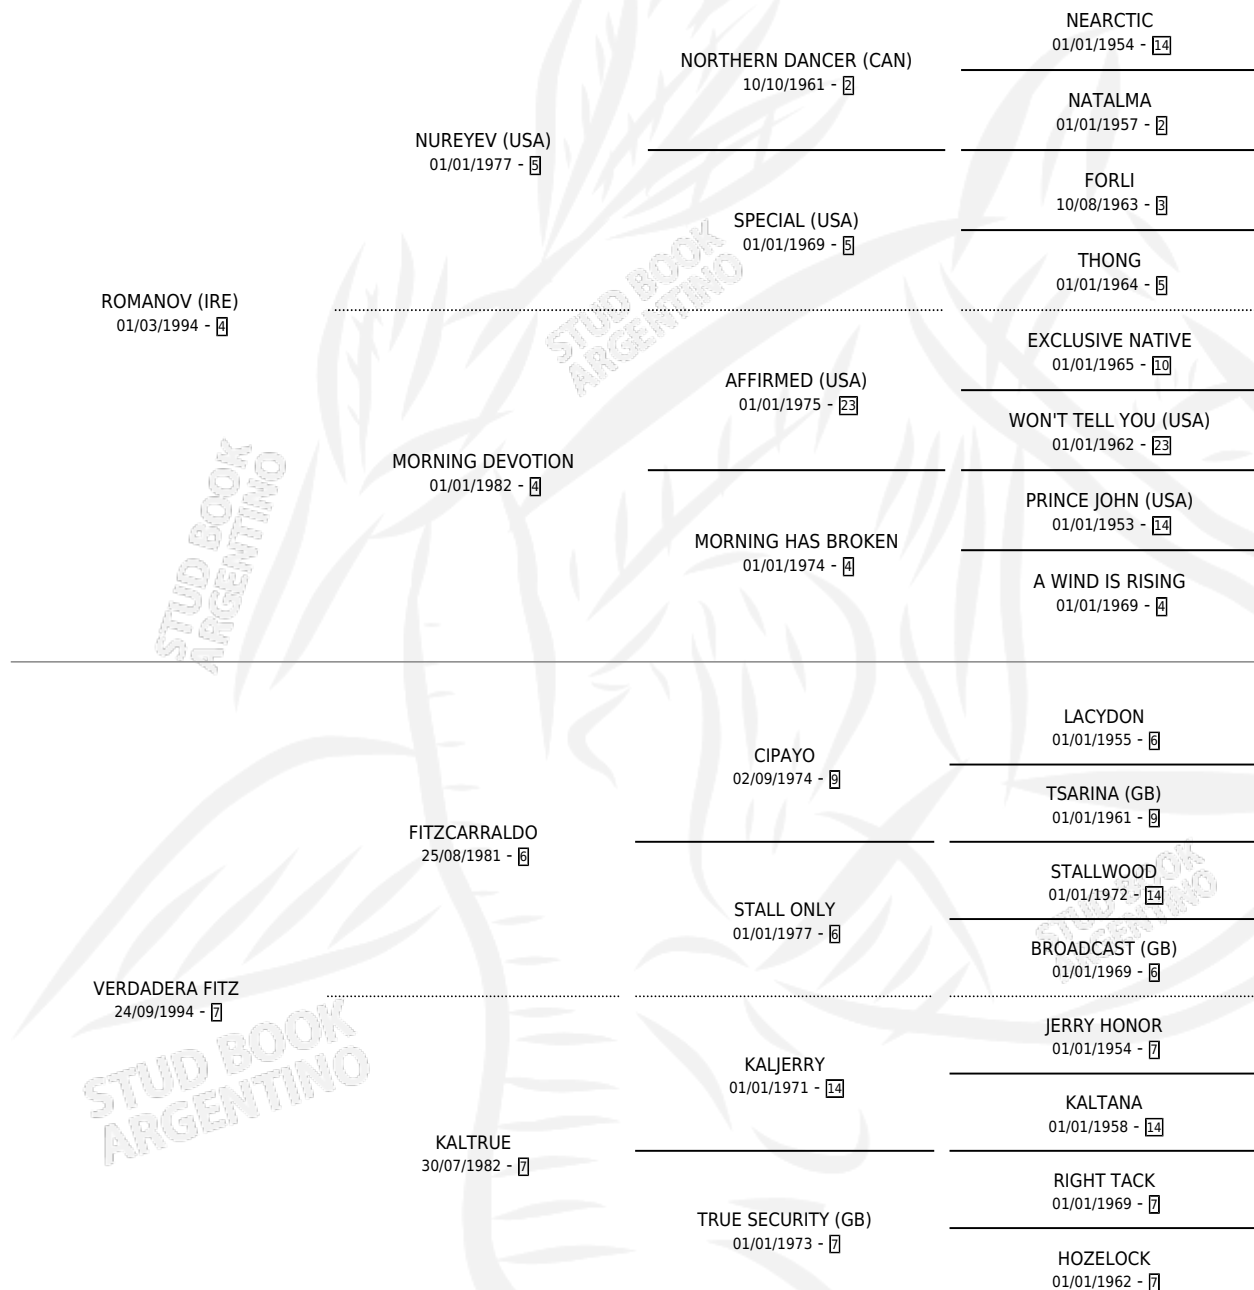 NEARCTIC
01/01/1954 - 14
NORTHERN DANCER (CAN)
10/10/1961 - 2
NATALMA
01/01/1957 - 2
NUREYEV (USA)
01/01/1977 - 5
FORLI
10/08/1963 - 3
SPECIAL (USA)
01/01/1969 - 5
THONG
01/01/1964 - 5
ROMANOV (IRE)
01/03/1994 - 4
EXCLUSIVE NATIVE
01/01/1965 - 10
AFFIRMED (USA)
01/01/1975 - 23
WON'T TELL YOU (USA)
01/01/1962 - 23
MORNING DEVOTION
01/01/1982 - 4
PRINCE JOHN (USA)
01/01/1953 - 14
MORNING HAS BROKEN
01/01/1974 - 4
A WIND IS RISING
01/01/1969 - 4
LACYDON
01/01/1955 - 6
CIPAYO
02/09/1974 - 9
TSARINA (GB)
01/01/1961 - 9
FITZCARRALDO
25/08/1981 - 6
STALLWOOD
01/01/1972 - 14
STALL ONLY
01/01/1977 - 6
BROADCAST (GB)
01/01/1969 - 6
VERDADERA FITZ
24/09/1994 - 7
JERRY HONOR
01/01/1954 - 7
KALJERRY
01/01/1971 - 14
KALTANA
01/01/1958 - 14
KALTRUE
30/07/1982 - 7
RIGHT TACK
01/01/1969 - 7
TRUE SECURITY (GB)
01/01/1973 - 7
HOZELOCK
01/01/1962 - 7
STUD BOOK
ARGENTINO
STUD BOOK
ARGENTINO
STUD BOOK
ARGENTINO
STUD BOOK
ARGENTINO